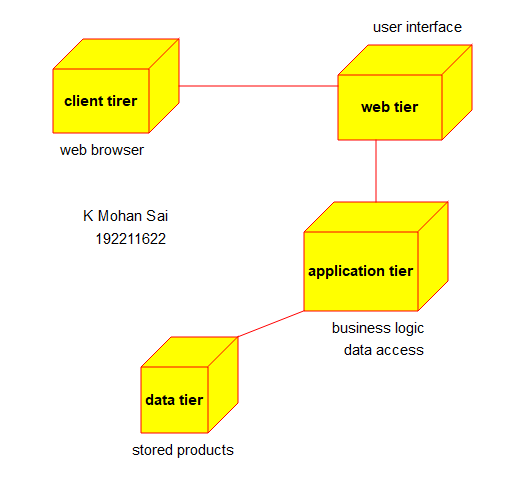 user interface
client tirer
web tier
web browser
K Mohan Sai
192211622
application tier
business logic
data access
data tier
stored products